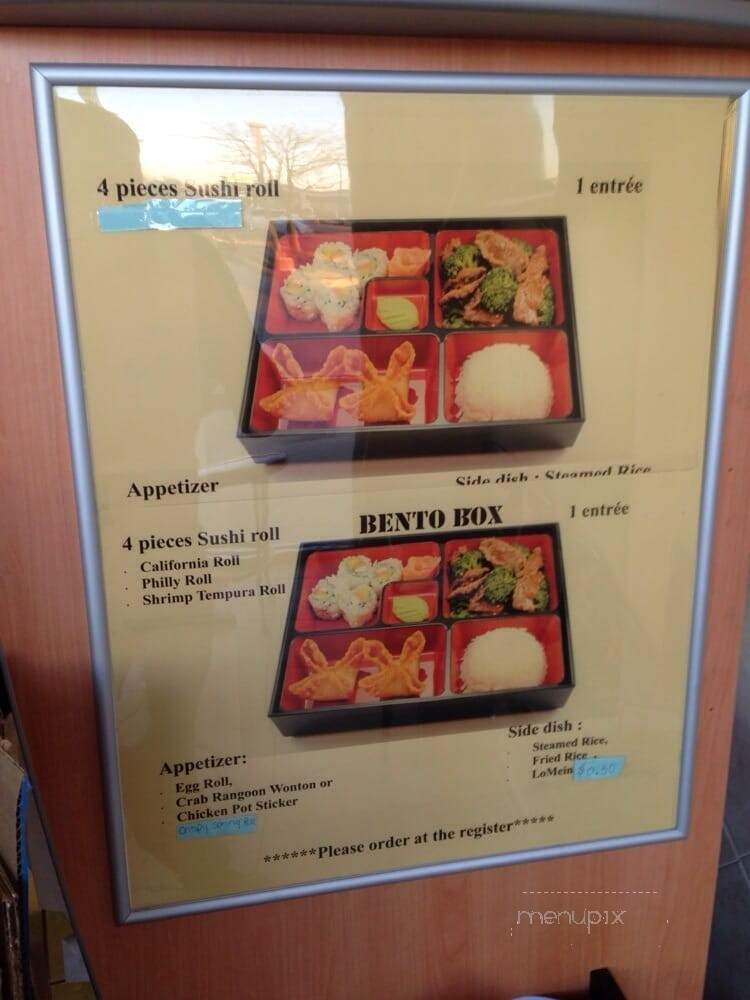 4 pieces Sushi roll
1 entrée
Appetizer
Side dish : Steamed Rice
BENTO BOX
1 entrée
4 pieces Sushi roll
· California Roll
· Philly Roll
· Shrimp Tempura Roll
Side dish :
· Steamed Rice,
· Fried Rice
· LoMein $0.50
Appetizer:
· Egg Roll,
· Crab Rangoon Wonton or
· Chicken Pot Sticker
******Please order at the register*****
menupix